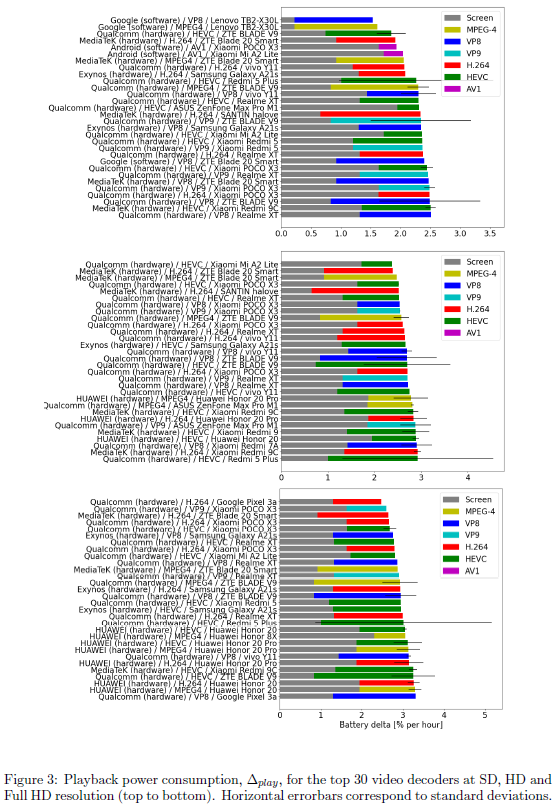 Google (software) / VP8 / Lenovo TB2-X30L
Google (software) / MPEG4 / Lenovo TB2-X30L
Qualcomm (hardware) / HEVC / ZTE BLADE V9
MediaTeK (hardware) / H.264 / ZTE Blade 20 Smart
Android (software) / AV1 / Xiaomi POCO X3
Android (software) / AV1 / Xiaomi Mi A2 Lite
MediaTeK (hardware) / MPEG4 / ZTE Blade 20 Smart
Qualcomm (hardware) / H.264 / vivo Y11
Exynos (hardware) / H.264 / Samsung Galaxy A21s
Qualcomm (hardware) / HEVC / Redmi 5 Plus
Qualcomm (hardware) / MPEG4 / ZTE BLADE V9
Qualcomm (hardware) / VP8 / vivo Y11
Qualcomm (hardware) / HEVC / Realme XT
Qualcomm (hardware) / HEVC / ASUS ZenFone Max Pro M1
MediaTeK (hardware) / H.264 / SANTIN halove
Qualcomm (hardware) / VP9 / ZTE BLADE V9
Exynos (hardware) / VP8 / Samsung Galaxy A21s
Qualcomm (hardware) / HEVC / Xiaomi Mi A2 Lite
Qualcomm (hardware) / HEVC / Xiaomi Redmi 5
Qualcomm (hardware) / VP9 / Xiaomi Redmi 5
Qualcomm (hardware) / H.264 / Realme XT
Google (software) / VP8 / ZTE Blade 20 Smart
Qualcomm (hardware) / HEVC / Xiaomi POCO X3
Qualcomm (hardware) / VP9 / Realme XT
MediaTeK (hardware) / VP8 / ZTE Blade 20 Smart
Qualcomm (hardware) / VP9 / Xiaomi POCO X3
Qualcomm (hardware) / H.264 / Xiaomi POCO X3
Qualcomm (hardware) / VP8 / ZTE BLADE V9
MediaTeK (hardware) / HEVC / Xiaomi Redmi 9C
Qualcomm (hardware) / VP8 / Realme XT
Screen
MPEG-4
VP8
VP9
H.264
HEVC
AV1
0.0 0.5 1.0 1.5 2.0 2.5 3.0 3.5
Qualcomm (hardware) / HEVC / Xiaomi Mi A2 Lite
MediaTeK (hardware) / H.264 / ZTE Blade 20 Smart
MediaTeK (hardware) / MPEG4 / ZTE Blade 20 Smart
Qualcomm (hardware) / HEVC / Xiaomi POCO X3
MediaTeK (hardware) / H.264 / SANTIN halove
Qualcomm (hardware) / HEVC / Realme XT
Qualcomm (hardware) / VP8 / Xiaomi POCO X3
Qualcomm (hardware) / VP9 / Xiaomi POCO X3
Qualcomm (hardware) / MPEG4 / ZTE BLADE V9
Qualcomm (hardware) / H.264 / Xiaomi POCO X3
Qualcomm (hardware) / H.264 / Realme XT
Qualcomm (hardware) / H.264 / vivo Y11
Exynos (hardware) / HEVC / Samsung Galaxy A21s
Qualcomm (hardware) / VP8 / vivo Y11
Qualcomm (hardware) / VP8 / ZTE BLADE V9
Qualcomm (hardware) / HEVC / ZTE BLADE V9
Qualcomm (hardware) / H.264 / Xiaomi POCO X3
Qualcomm (hardware) / VP9 / Realme XT
Qualcomm (hardware) / VP8 / Realme XT
Qualcomm (hardware) / HEVC / vivo Y11
HUAWEI (hardware) / MPEG4 / Huawei Honor 20 Pro
Qualcomm (hardware) / MPEG4 / ASUS ZenFone Max Pro M1
MediaTeK (hardware) / HEVC / Xiaomi Redmi 9C
HUAWEI (hardware) / H.264 / Huawei Honor 20 Pro
Qualcomm (hardware) / VP9 / ASUS ZenFone Max Pro M1
MediaTeK (hardware) / HEVC / Xiaomi Redmi 9
HUAWEI (hardware) / HEVC / Huawei Honor 20
Qualcomm (hardware) / VP8 / Xiaomi Redmi 7A
MediaTeK (hardware) / H.264 / Xiaomi Redmi 9C
Qualcomm (hardware) / HEVC / Redmi 5 Plus
Screen
MPEG-4
VP8
VP9
H.264
HEVC
AV1
0 1 2 3 4
Qualcomm (hardware) / H.264 / Google Pixel 3a
Qualcomm (hardware) / VP9 / Xiaomi POCO X3
MediaTeK (hardware) / H.264 / ZTE Blade 20 Smart
Qualcomm (hardware) / H.264 / Xiaomi POCO X3
Qualcomm (hardware) / HEVC / Xiaomi POCO X3
Exynos (hardware) / VP8 / Samsung Galaxy A21s
Qualcomm (hardware) / HEVC / Realme XT
Qualcomm (hardware) / H.264 / Xiaomi POCO X3
Qualcomm (hardware) / HEVC / Xiaomi Mi A2 Lite
Qualcomm (hardware) / VP8 / Realme XT
MediaTeK (hardware) / MPEG4 / ZTE Blade 20 Smart
Qualcomm (hardware) / VP9 / Realme XT
Qualcomm (hardware) / MPEG4 / ZTE BLADE V9
Exynos (hardware) / H.264 / Samsung Galaxy A21s
Qualcomm (hardware) / VP8 / ZTE BLADE V9
Qualcomm (hardware) / HEVC / Xiaomi Redmi 5
Exynos (hardware) / HEVC / Samsung Galaxy A21s
Qualcomm (hardware) / H.264 / Realme XT
Qualcomm (hardware) / HEVC / Redmi 5 Plus
HUAWEI (hardware) / HEVC / Huawei Honor 20
HUAWEI (hardware) / MPEG4 / Huawei Honor 8X
HUAWEI (hardware) / HEVC / Huawei Honor 20 Pro
HUAWEI (hardware) / MPEG4 / Huawei Honor 20 Pro
Qualcomm (hardware) / VP8 / vivo Y11
HUAWEI (hardware) / H.264 / Huawei Honor 20 Pro
MediaTeK (hardware) / HEVC / Xiaomi Redmi 9C
Qualcomm (hardware) / HEVC / ZTE BLADE V9
HUAWEI (hardware) / H.264 / Huawei Honor 20
HUAWEI (hardware) / MPEG4 / Huawei Honor 20
Qualcomm (hardware) / VP8 / Google Pixel 3a
Screen
MPEG-4
VP8
VP9
H.264
HEVC
AV1
0 1 2 3 4 5
Battery delta [% per hour]
Figure 3: Playback power consumption, Δplay, for the top 30 video decoders at SD, HD and
Full HD resolution (top to bottom). Horizontal errorbars correspond to standard deviations.